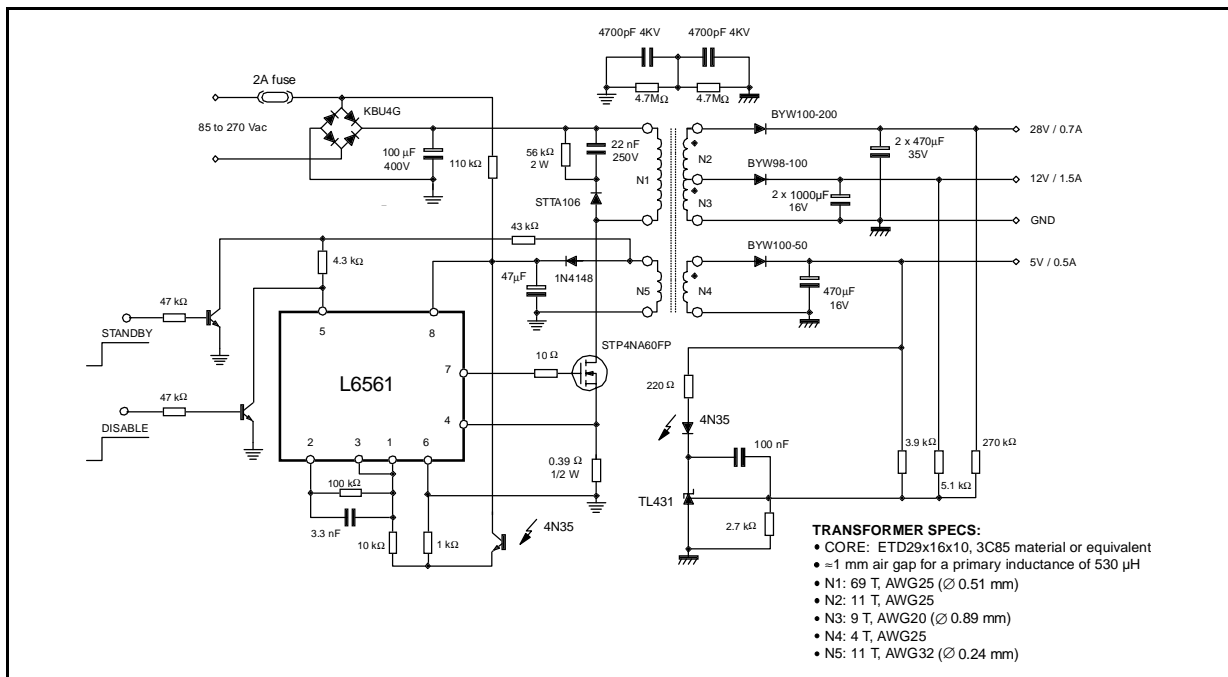 4700pF 4KV
4700pF 4KV
4.7MΩ
4.7MΩ
2A fuse
KBU4G
85 to 270 Vac
100 µF
400V
110 kΩ
56 kΩ
2 W
22 nF
250V
STTA106
N1
N2
N3
BYW100-200
BYW98-100
2 x 470µF
35V
2 x 1000µF
16V
28V / 0.7A
12V / 1.5A
GND
43 kΩ
4.3 kΩ
47µF
1N4148
N5
N4
BYW100-50
470µF
16V
5V / 0.5A
47 kΩ
STANDBY
5
8
L6561
7
4
10 Ω
STP4NA60FP
47 kΩ
DISABLE
2
3
1
6
0.39 Ω
1/2 W
100 kΩ
3.3 nF
10 kΩ
1 kΩ
4N35
220 Ω
4N35
100 nF
TL431
2.7 kΩ
3.9 kΩ
5.1 kΩ
270 kΩ
TRANSFORMER SPECS:
• CORE: ETD29x16x10, 3C85 material or equivalent
• ≈1 mm air gap for a primary inductance of 530 µH
• N1: 69 T, AWG25 (∅ 0.51 mm)
• N2: 11 T, AWG25
• N3: 9 T, AWG20 (∅ 0.89 mm)
• N4: 4 T, AWG25
• N5: 11 T, AWG32 (∅ 0.24 mm)